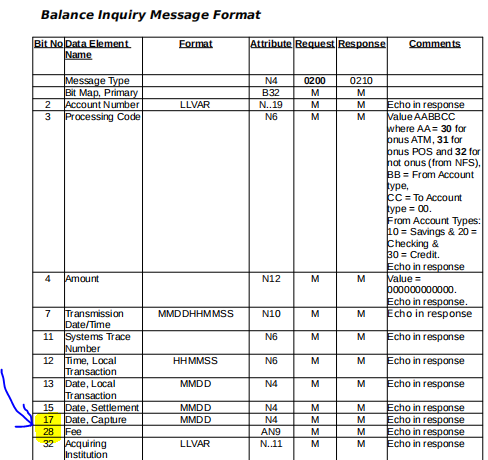 Balance Inquiry Message Format
Bit No Data Element Name Format Attribute Request Response Comments
Message Type N4 0200 0210
Bit Map, Primary B32 M M
2 Account Number LLVAR N..19 M M Echo in response
3 Processing Code N6 M M Value AABBCC
where AA = 30 for
onus ATM, 31 for
onus POS and 32 for
not onus (from NFS),
BB = From Account
type,
CC = To Account
type = 00.
From Account Types:
10 = Savings & 20 =
Checking &
30 = Credit.
Echo in response
4 Amount N12 M M Value =
000000000000.
Echo in response.
7 Transmission MMDDHHMMSS N10 M M Echo in response
Date/Time
11 Systems Trace N6 M M Echo in response
Number
12 Time, Local HHMMSS N6 M M Echo in response
Transaction
13 Date, Local MMDD N4 M M Echo in response
Transaction
15 Date, Settlement MMDD N4 M M Echo in response
17 Date, Capture MMDD N4 M M Echo in response
28 Fee AN9 M M Echo in response
32 Acquiring LLVAR N..11 M M Echo in response
Institution